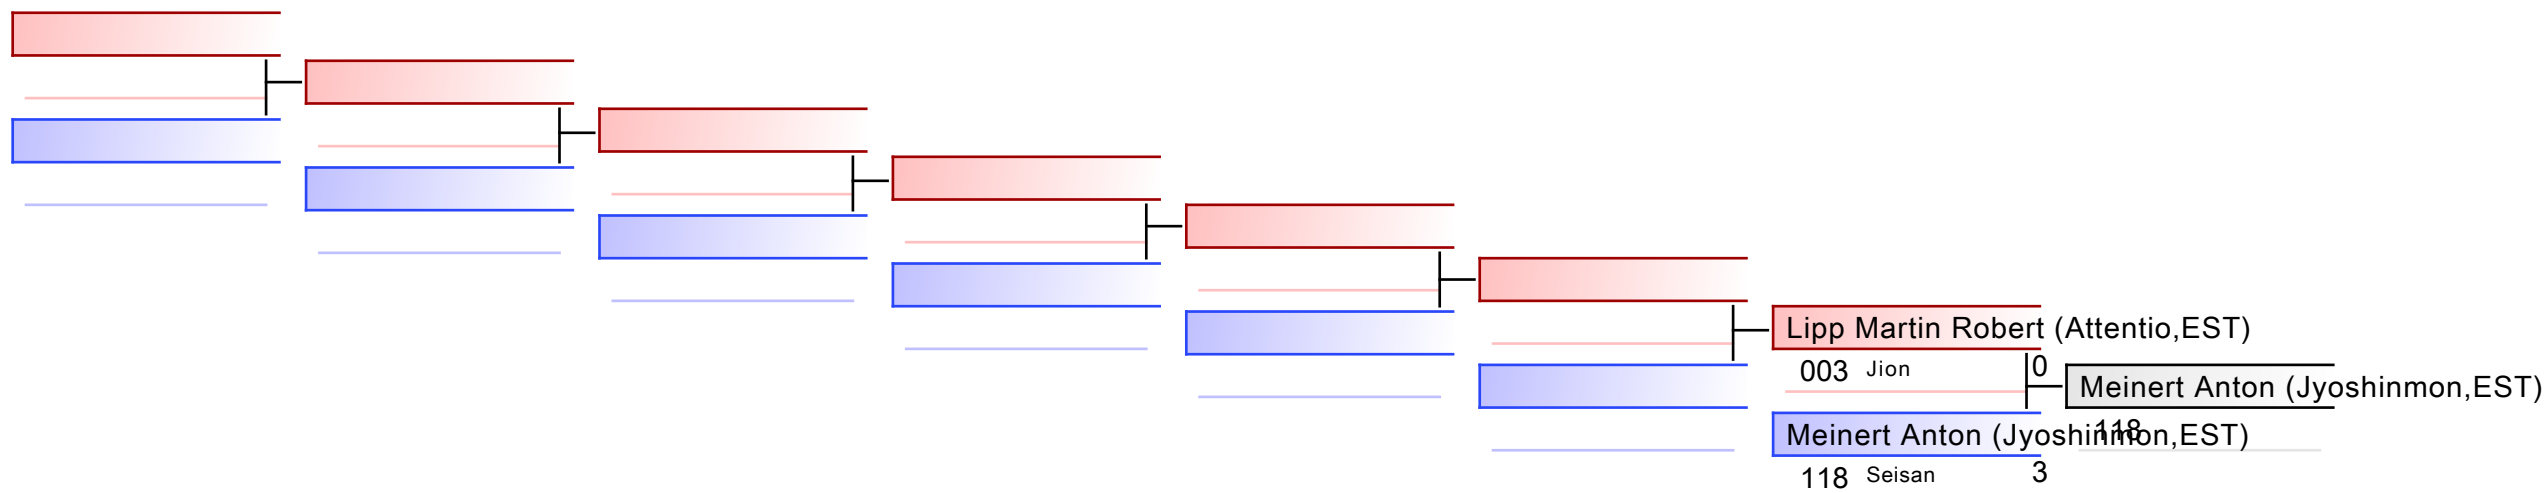 Lipp Martin Robert (Attentio,EST)
003 Jion 0
Meinert Anton (Jyoshinmon,EST)
118
Meinert Anton (Jyoshinmon,EST)
118 Seisan 3